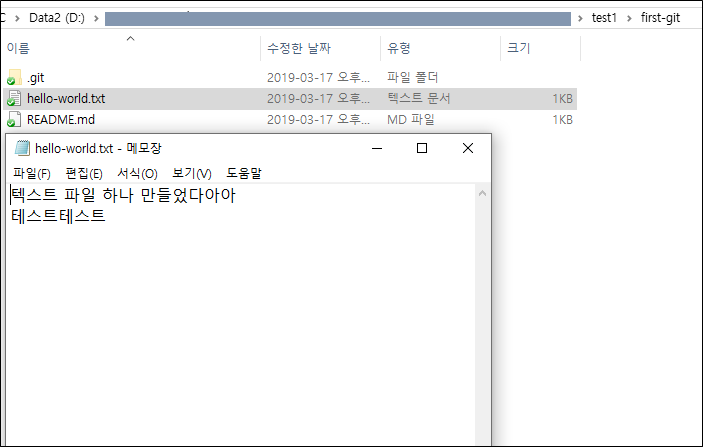 C > Data2 (D:) > > test1 > first-git
이름 수정한 날짜 유형 크기
.git 2019-03-17 오후... 파일 폴더
hello-world.txt 2019-03-17 오후... 텍스트 문서 1KB
README.md 2019-03-17 오후... MD 파일 1KB
hello-world.txt - 메모장
파일(F) 편집(E) 서식(O) 보기(V) 도움말
텍스트 파일 하나 만들었다아아
테스트테스트